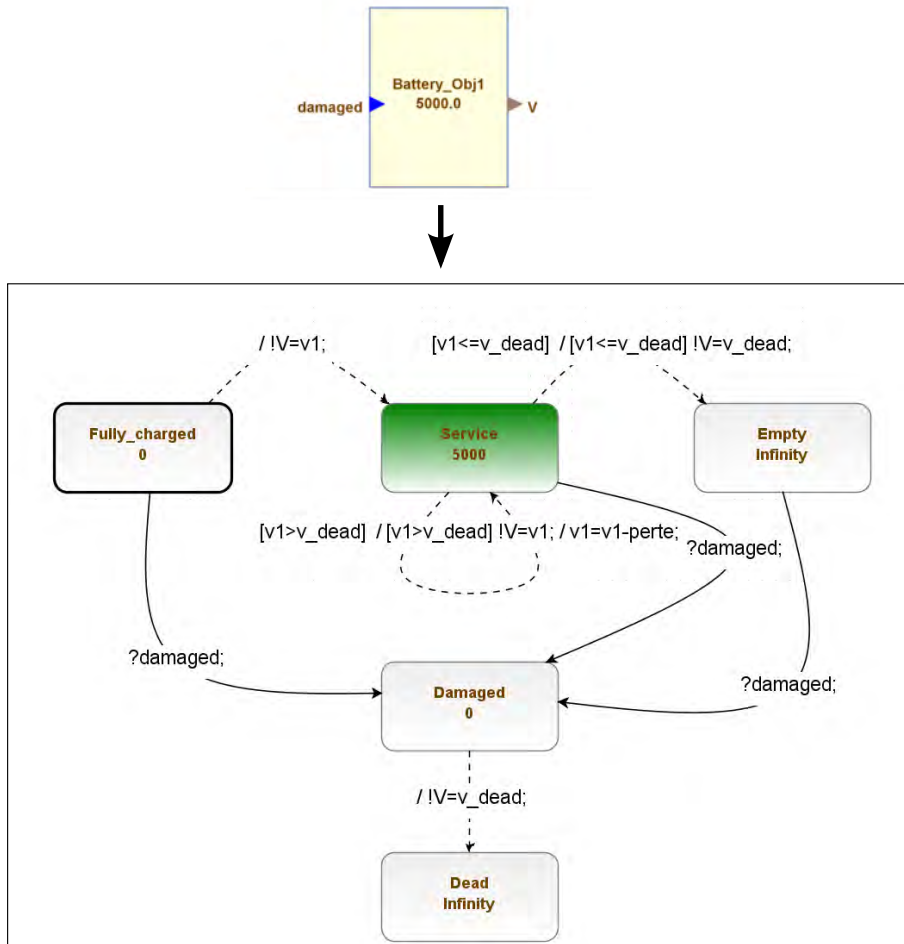 Battery_Obj1
5000.0
damaged
V
/ !V=v1;
[v1<=v_dead] / [v1<=v_dead] !V=v_dead;
Fully_charged
0
Service
5000
Empty
Infinity
[v1>v_dead] / [v1>v_dead] !V=v1; / v1=v1-perte;
?damaged;
?damaged;
?damaged;
Damaged
0
/ !V=v_dead;
Dead
Infinity